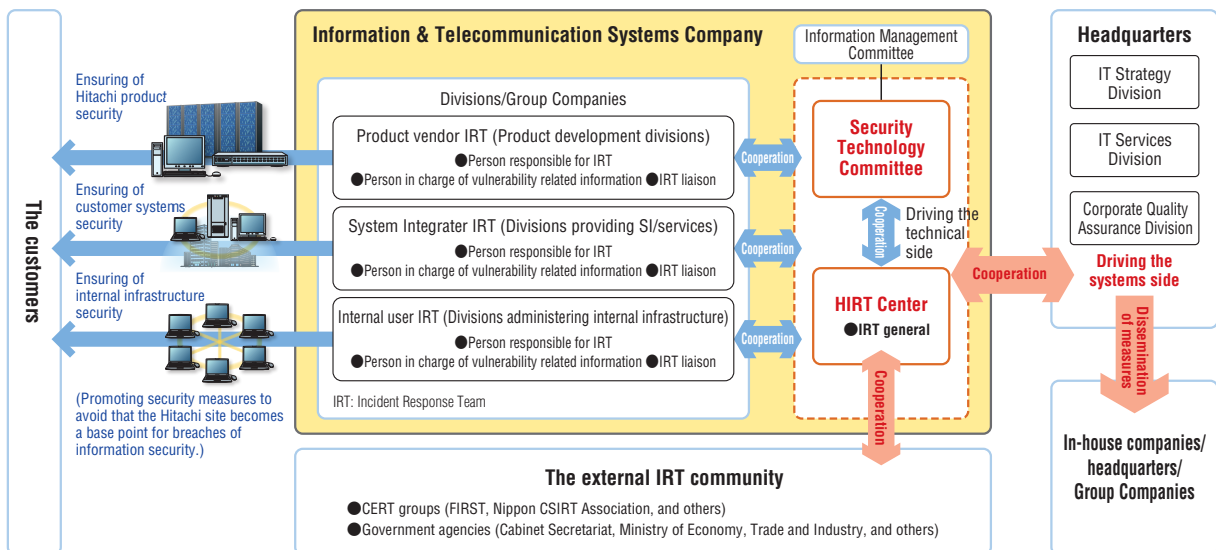 The customers
Ensuring of
Hitachi product
security
Ensuring of
customer systems
security
Ensuring of
internal infrastructure
security
(Promoting security measures to
avoid that the Hitachi site becomes
a base point for breaches of
information security.)
Information & Telecommunication Systems Company
Information Management
Committee
Divisions/Group Companies
Product vendor IRT (Product development divisions)
●Person responsible for IRT
●Person in charge of vulnerability related information ●IRT liaison
System Integrater IRT (Divisions providing SI/services)
●Person responsible for IRT
●Person in charge of vulnerability related information ●IRT liaison
Internal user IRT (Divisions administering internal infrastructure)
●Person responsible for IRT
●Person in charge of vulnerability related information ●IRT liaison
IRT: Incident Response Team
Cooperation
Cooperation
Cooperation
Security
Technology
Committee
Cooperation
Driving the
technical
side
HIRT Center
●IRT general
Cooperation
Cooperation
Headquarters
IT Strategy
Division
IT Services
Division
Corporate Quality
Assurance Division
Driving the
systems side
Dissemination
of measures
In-house companies/
headquarters/
Group Companies
The external IRT community
●CERT groups (FIRST, Nippon CSIRT Association, and others)
●Government agencies (Cabinet Secretariat, Ministry of Economy, Trade and Industry, and others)